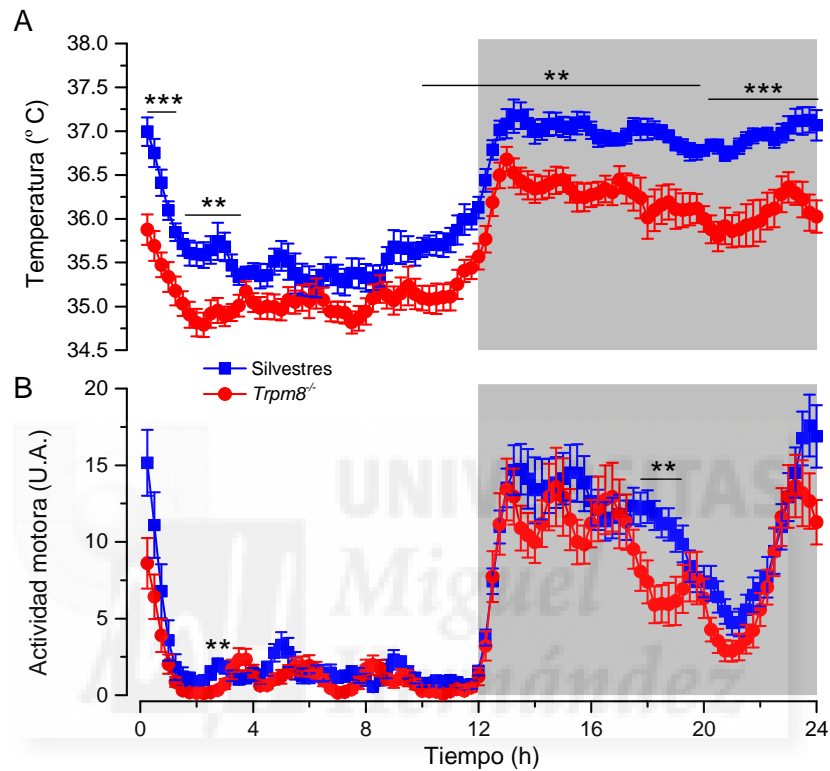 A
38.0
37.5
37.0
36.5
36.0
35.5
35.0
34.5
Temperatura (º C)
***
**
**
***
Silvestres
Trpm8-/-
B
20
15
10
5
0
Actividad motora (U.A.)
**
**
UNIVERSITAS
Miguel
Hernández
0
4
8
12
16
20
24
Tiempo (h)